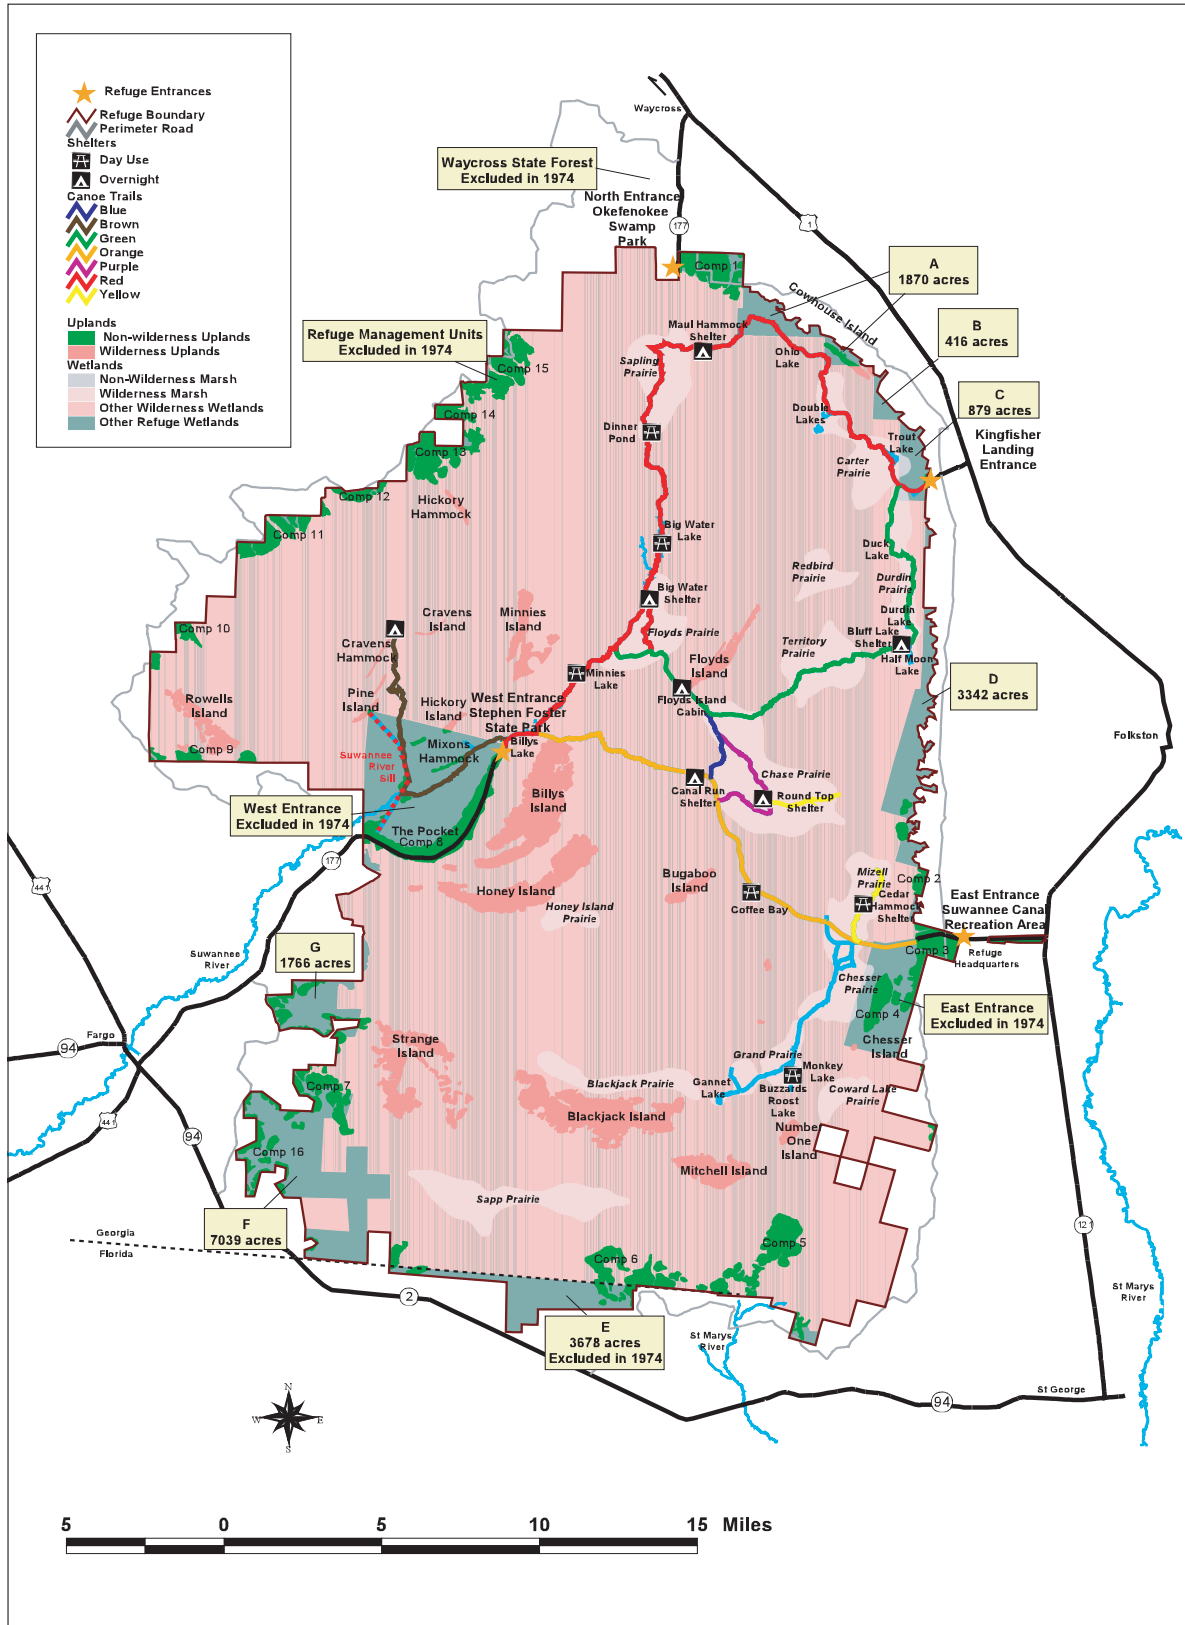 Refuge Entrances
Refuge Boundary
Perimeter Road
Shelters
Day Use
Overnight
Canoe Trails
Blue
Brown
Green
Orange
Purple
Red
Yellow
Uplands
Non-wilderness Uplands
Wilderness Uplands
Wetlands
Non-Wilderness Marsh
Wilderness Marsh
Other Wilderness Wetlands
Other Refuge Wetlands
Waycross
Waycross State Forest
Excluded in 1974
North Entrance
Okefenokee
Swamp
Park
177
1
Comp 1
A
1870 acres
Cowhouse Island
B
416 acres
Maul Hammock
Shelter
Ohio
Lake
Sapling
Prairie
Refuge Management Units
Excluded in 1974
Comp 15
C
879 acres
Comp 14
Double
Lakes
Dinner
Pond
Trout
Lake
Kingfisher
Landing
Entrance
Comp 13
Carter
Prairie
Comp 12
Hickory
Hammock
Comp 11
Big Water
Lake
Duck
Lake
Redbird
Prairie
Durdin
Prairie
Big Water
Shelter
Durdin
Lake
Cravens
Island
Minnies
Island
Comp 10
Cravens
Hammock
Floyds Prairie
Territory
Prairie
Bluff Lake
Shelter
Half Moon
Lake
Floyds
Island
Minnies
Lake
D
3342 acres
Rowells
Island
Pine
Island
Hickory
Island
West Entrance
Stephen Foster
State Park
Floyds Island
Cabin
Folkston
Comp 9
Mixons
Hammock
Billys
Lake
Suwannee
River
Sill
Chase Prairie
Billys
Island
Canal Run
Shelter
Round Top
Shelter
West Entrance
Excluded in 1974
The Pocket
Comp 8
177
441
Honey Island
Bugaboo
Island
Mizell
Prairie
Comp 2
Cedar
Hammock
Shelter
East Entrance
Suwannee Canal
Recreation Area
Honey Island
Prairie
Coffee Bay
Comp 3
Refuge
Headquarters
Suwannee
River
G
1766 acres
Chesser
Prairie
East Entrance
Excluded in 1974
Comp 4
Chesser
Island
Fargo
94
Strange
Island
Grand Prairie
Monkey
Lake
Gannet
Lake
Buzzards
Roost
Lake
Coward Lake
Prairie
Comp 7
Blackjack Prairie
Blackjack Island
441
94
Number
One
Island
Comp 16
Mitchell Island
Sapp Prairie
F
7039 acres
Georgia
Florida
Comp 5
Comp 6
121
2
E
3678 acres
Excluded in 1974
St Marys
River
St Marys
River
St George
94
N
W
E
S
5
0
5
10
15
Miles